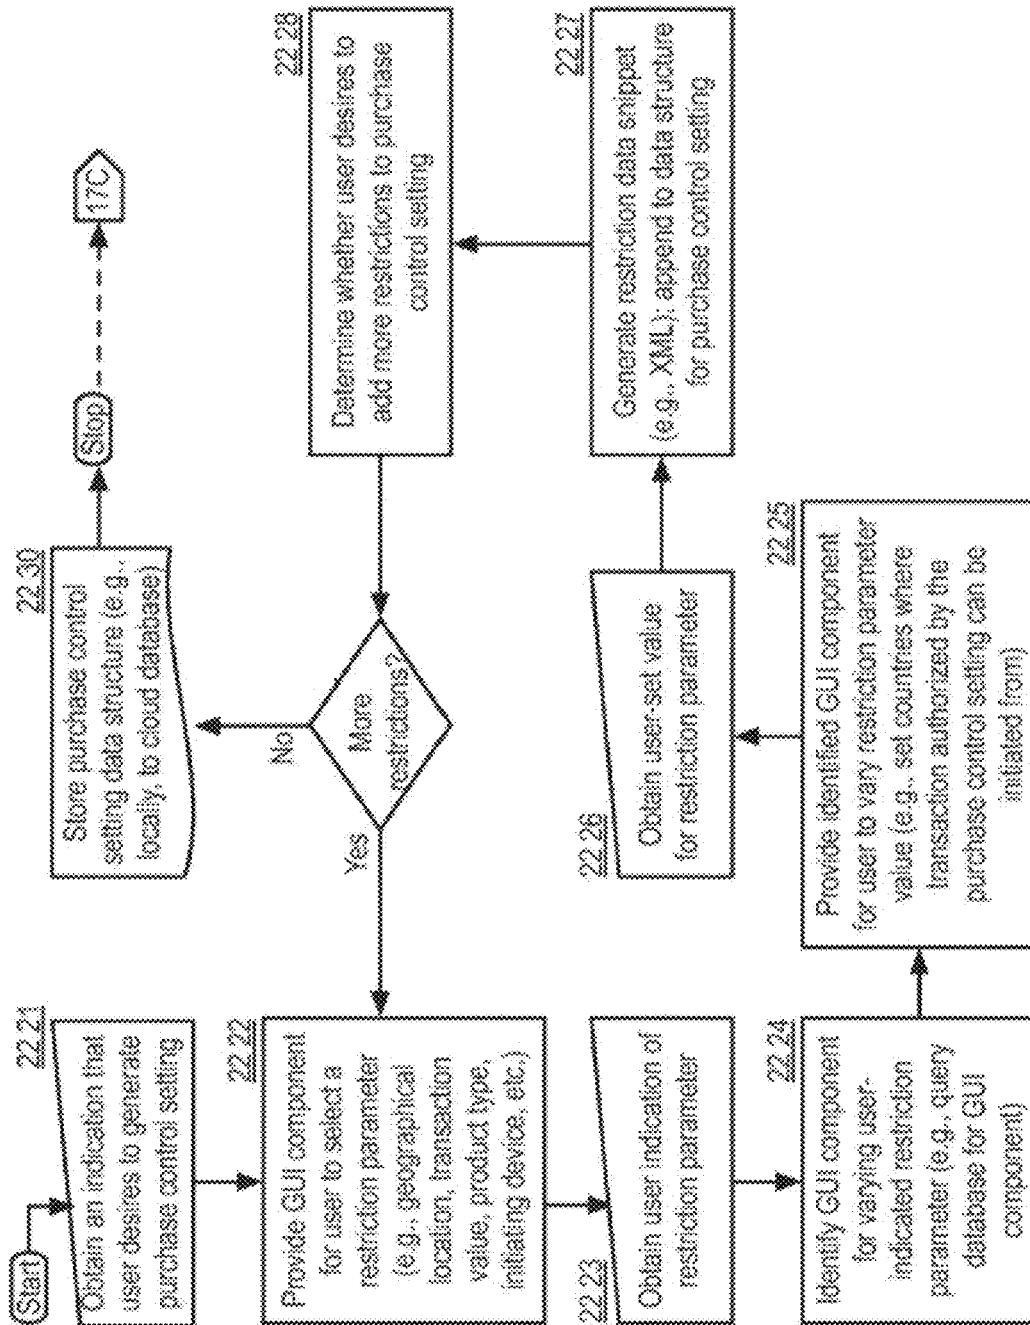 Start
22.21
Obtain an indication that
user desires to generate
purchase control setting
22.22
Provide GUI component
for user to select a
restriction parameter
(e.g., geographical
location, transaction
value, product type,
initiating device, etc.)
22.23
Obtain user indication of
restriction parameter
22.24
Identify GUI component
for varying user-
indicated restriction
parameter (e.g., query
database for GUI
component)
22.25
Provide identified GUI component
for user to vary restriction parameter
value (e.g., set countries where
transaction authorized by the
purchase control setting can be
initiated from)
22.26
Obtain user-set value
for restriction parameter
22.27
Generate restriction data snippet
(e.g., XML); append to data structure
for purchase control setting
22.28
Determine whether user desires to
add more restrictions to purchase
control setting
More
restrictions?
Yes
No
22.30
Store purchase control
setting data structure (e.g.,
locally, to cloud database)
Stop
17C